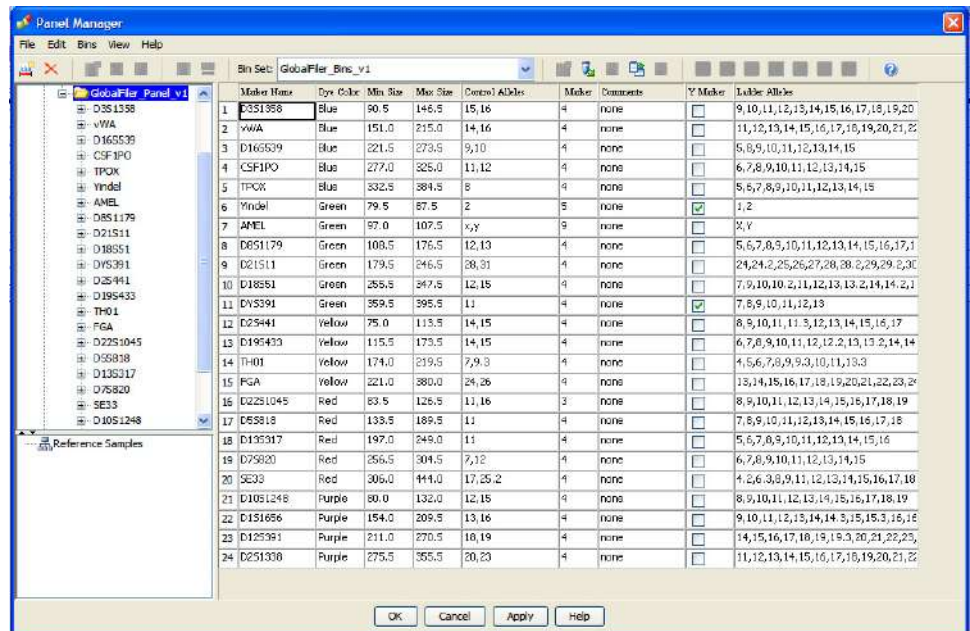 Panel Manager
File Edit Bins View Help
Bin Set: GlobalFiler_Bins_v1
GlobalFiler_Panel_v1
D3S1358
vWA
D16S539
CSF1PO
TPOX
Yindel
AMEL
D8S1179
D21S11
D18S51
DYS391
D2S441
D19S433
TH01
FGA
D22S1045
D5S818
D13S317
D7S820
SE33
D10S1248
Reference Samples
Marker Name Dye Color Min Size Max Size Control Alleles Marker Comments Y Marker Ladder Alleles
1 D3S1358 Blue 90.5 146.5 15,16 4 none 9,10,11,12,13,14,15,16,17,18,19,20
2 vWA Blue 151.0 215.0 14,16 4 none 11,12,13,14,15,16,17,18,19,20,21,22
3 D16S539 Blue 221.5 273.5 9,10 4 none 5,8,9,10,11,12,13,14,15
4 CSF1PO Blue 277.0 325.0 11,12 4 none 6,7,8,9,10,11,12,13,14,15
5 TPOX Blue 332.5 384.5 8 4 none 5,6,7,8,9,10,11,12,13,14,15
6 Yindel Green 79.5 87.5 2 5 none 1,2
7 AMEL Green 97.0 107.5 x,y 9 none X,Y
8 D8S1179 Green 108.5 176.5 12,13 4 none 5,6,7,8,9,10,11,12,13,14,15,16,17,1
9 D21S11 Green 179.5 246.5 28,31 4 none 24,24.2,25,26,27,28,28.2,29,29.2,30
10 D18S51 Green 255.5 347.5 12,15 4 none 7,9,10,10.2,11,12,13,13.2,14,14.2,1
11 DYS391 Green 359.5 395.5 11 4 none 7,8,9,10,11,12,13
12 D2S441 Yellow 75.0 113.5 14,15 4 none 8,9,10,11,11.3,12,13,14,15,16,17
13 D19S433 Yellow 115.5 173.5 14,15 4 none 6,7,8,9,10,11,12,12.2,13,13.2,14,14
14 TH01 Yellow 174.0 219.5 7,9.3 4 none 4,5,6,7,8,9,9.3,10,11,13.3
15 FGA Yellow 221.0 380.0 24,26 4 none 13,14,15,16,17,18,19,20,21,22,23,24
16 D22S1045 Red 83.5 126.5 11,16 3 none 8,9,10,11,12,13,14,15,16,17,18,19
17 D5S818 Red 133.5 189.5 11 4 none 7,8,9,10,11,12,13,14,15,16,17,18
18 D13S317 Red 197.0 249.0 11 4 none 5,6,7,8,9,10,11,12,13,14,15,16
19 D7S820 Red 256.5 304.5 7,12 4 none 6,7,8,9,10,11,12,13,14,15
20 SE33 Red 306.0 444.0 17,25.2 4 none 4.2,6.3,8,9,11,12,13,14,15,16,17,18
21 D10S1248 Purple 80.0 132.0 12,15 4 none 8,9,10,11,12,13,14,15,16,17,18,19
22 D1S1656 Purple 154.0 209.5 13,16 4 none 9,10,11,12,13,14,14.3,15,15.3,16,16
23 D12S391 Purple 211.0 270.5 18,19 4 none 14,15,16,17,18,19,19.3,20,21,22,23,
24 D2S1338 Purple 275.5 355.5 20,23 4 none 11,12,13,14,15,16,17,18,19,20,21,22
OK Cancel Apply Help